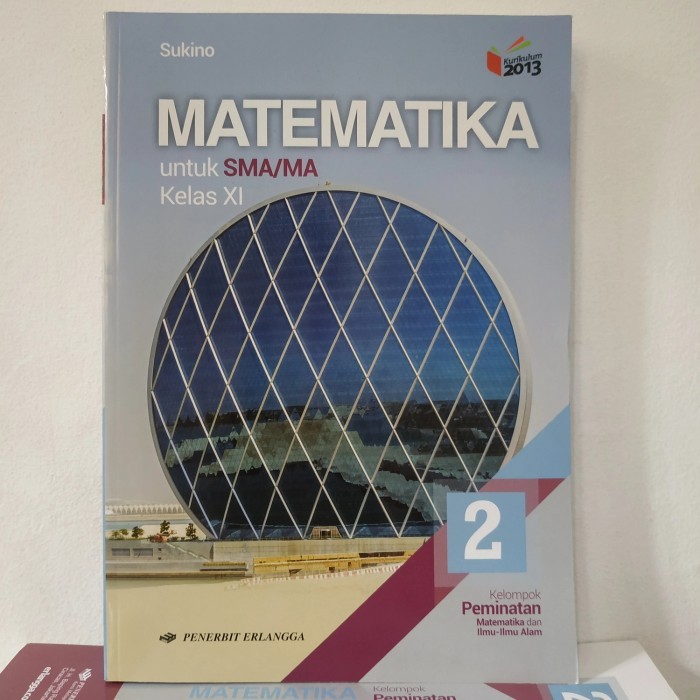 Sukino
Kurikulum
2013
MATEMATIKA
untuk SMA/MA
Kelas XI
2
Kelompok
Peminatan
Matematika dan
Ilmu-Ilmu Alam
PENERBIT ERLANGGA
MATEMATIKA
Kelompok
Peminatan